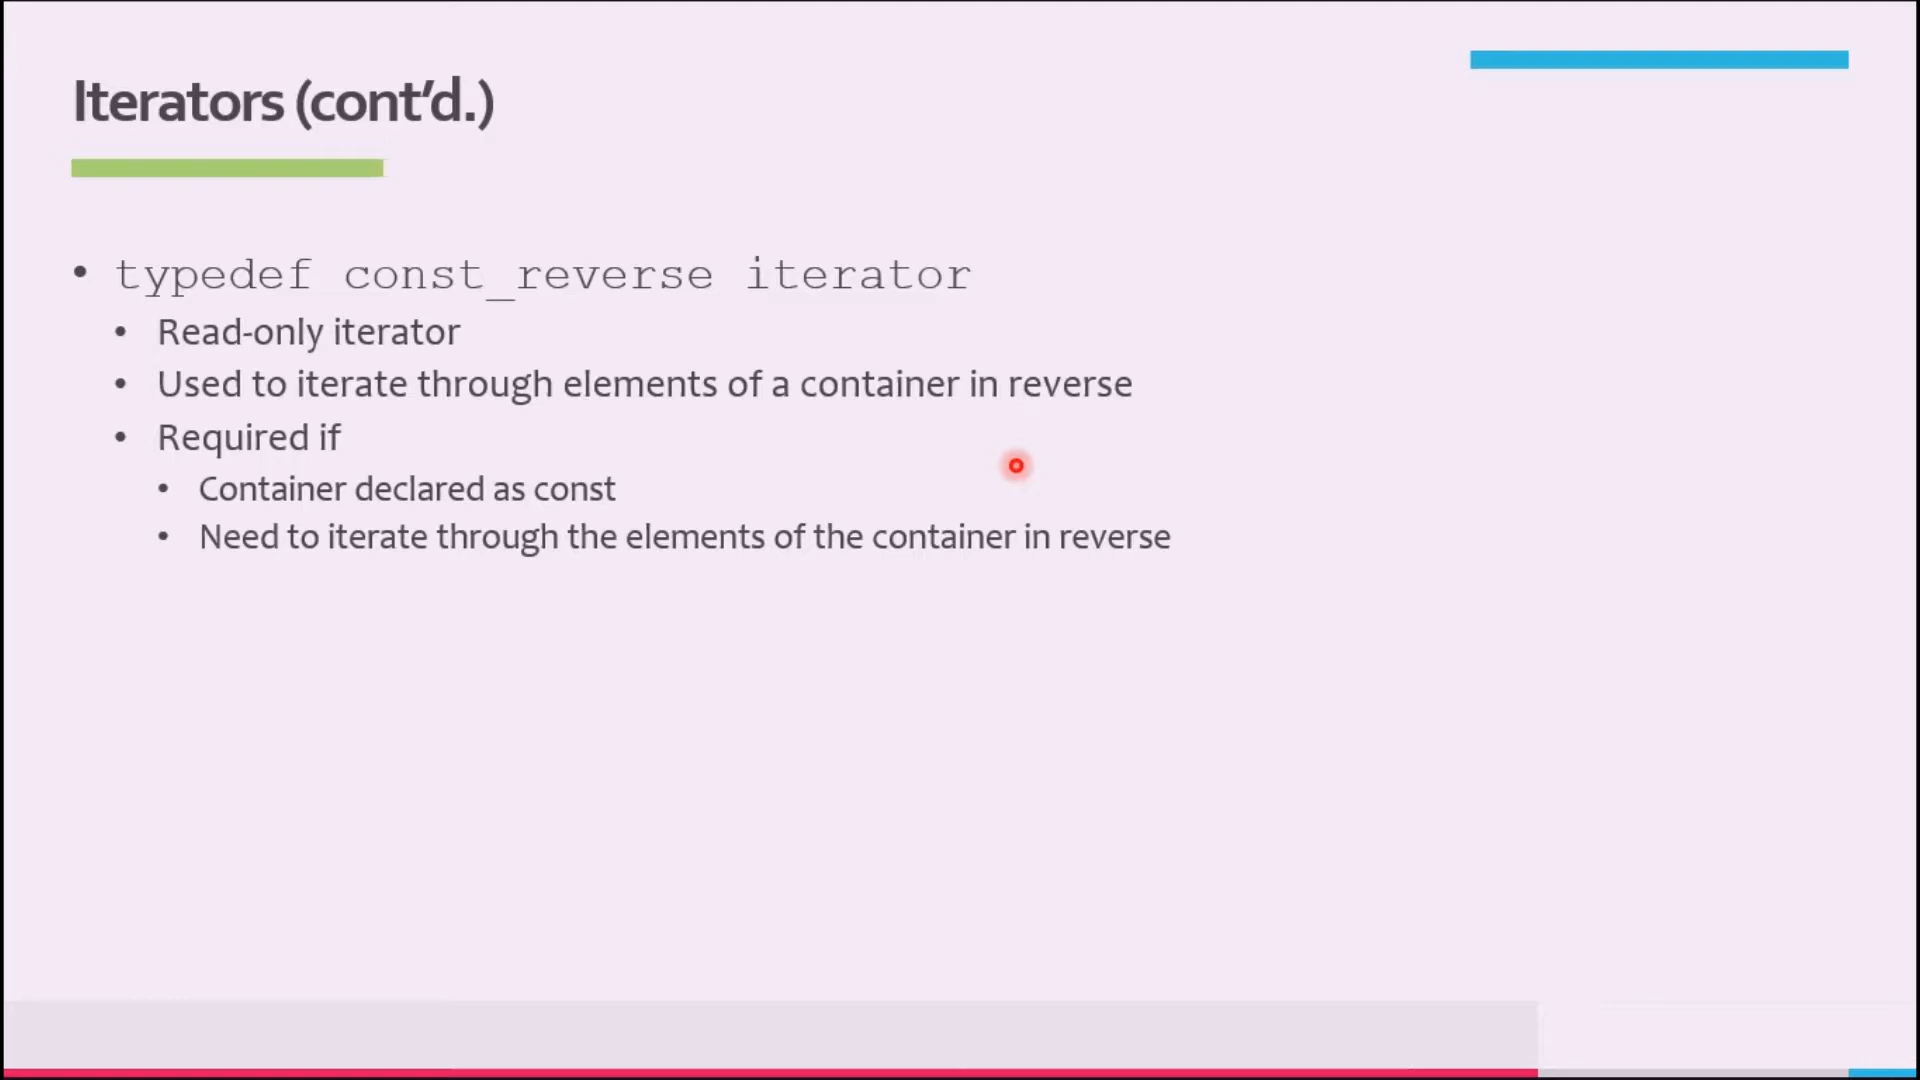 Iterators (cont’d.)
• typedef const_reverse iterator
• Read-only iterator
• Used to iterate through elements of a container in reverse
• Required if
• Container declared as const
• Need to iterate through the elements of the container in reverse